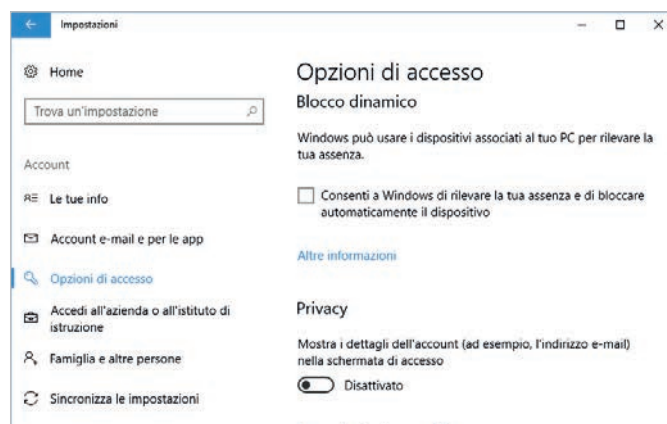 Impostazioni
Home
Trova un'impostazione
Account
Le tue info
Account e-mail e per le app
Opzioni di accesso
Accedi all'azienda o all'istituto di
istruzione
Famiglia e altre persone
Sincronizza le impostazioni
Opzioni di accesso
Blocco dinamico
Windows può usare i dispositivi associati al tuo PC per rilevare la
tua assenza.
Consenti a Windows di rilevare la tua assenza e di bloccare
automaticamente il dispositivo
Altre informazioni
Privacy
Mostra i dettagli dell'account (ad esempio, l'indirizzo e-mail)
nella schermata di accesso
Disattivato